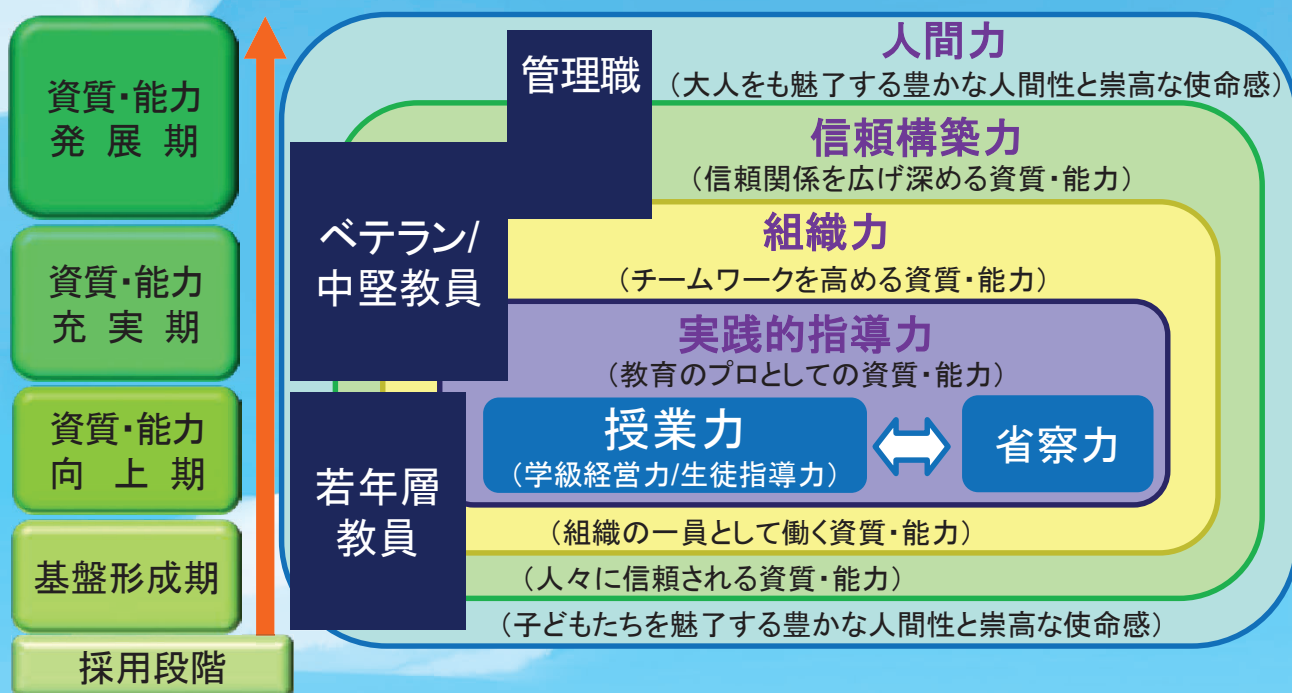 資質・能力
発展期
資質・能力
充実期
資質・能力
向上期
基盤形成期
採用段階
管理職
ベテラン/
中堅教員
若年層
教員
人間力
（大人をも魅了する豊かな人間性と崇高な使命感）
信頼構築力
（信頼関係を広げ深める資質・能力）
組織力
（チームワークを高める資質・能力）
実践的指導力
（教育のプロとしての資質・能力）
授業力
（学級経営力/生徒指導力）
省察力
（組織の一員として働く資質・能力）
（人々に信頼される資質・能力）
（子どもたちを魅了する豊かな人間性と崇高な使命感）